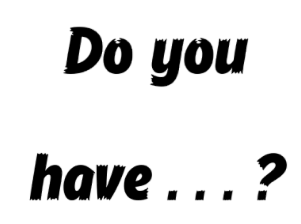 Do you
have . . . ?